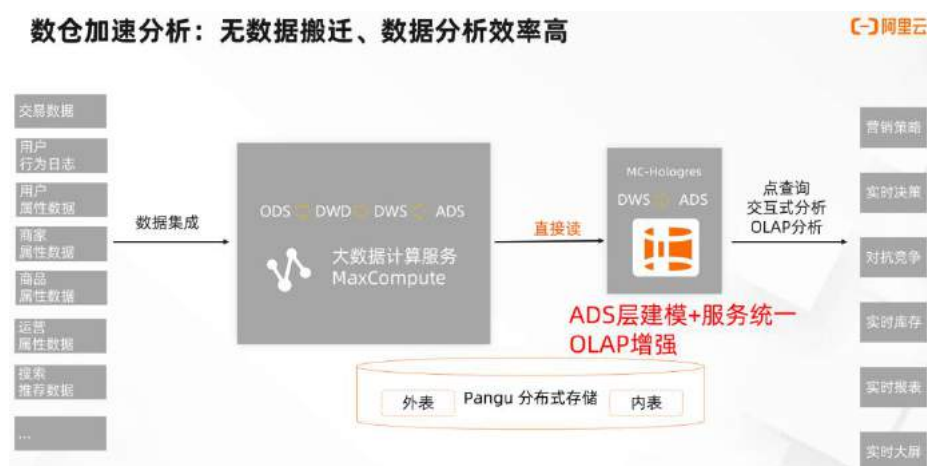 数仓加速分析：无数据搬迁、数据分析效率高
阿里云
交易数据
用户
行为日志
用户
属性数据
商家
属性数据
商品
属性数据
运营
属性数据
搜索
推荐数据
...
数据集成
ODS DWD DWS ADS
大数据计算服务
MaxCompute
直接读
MC-Hologres
DWS ADS
ADS层建模+服务统一
OLAP增强
外表
Pangu 分布式存储
内表
点查询
交互式分析
OLAP分析
营销策略
实时决策
对抗竞争
实时库存
实时报表
实时大屏